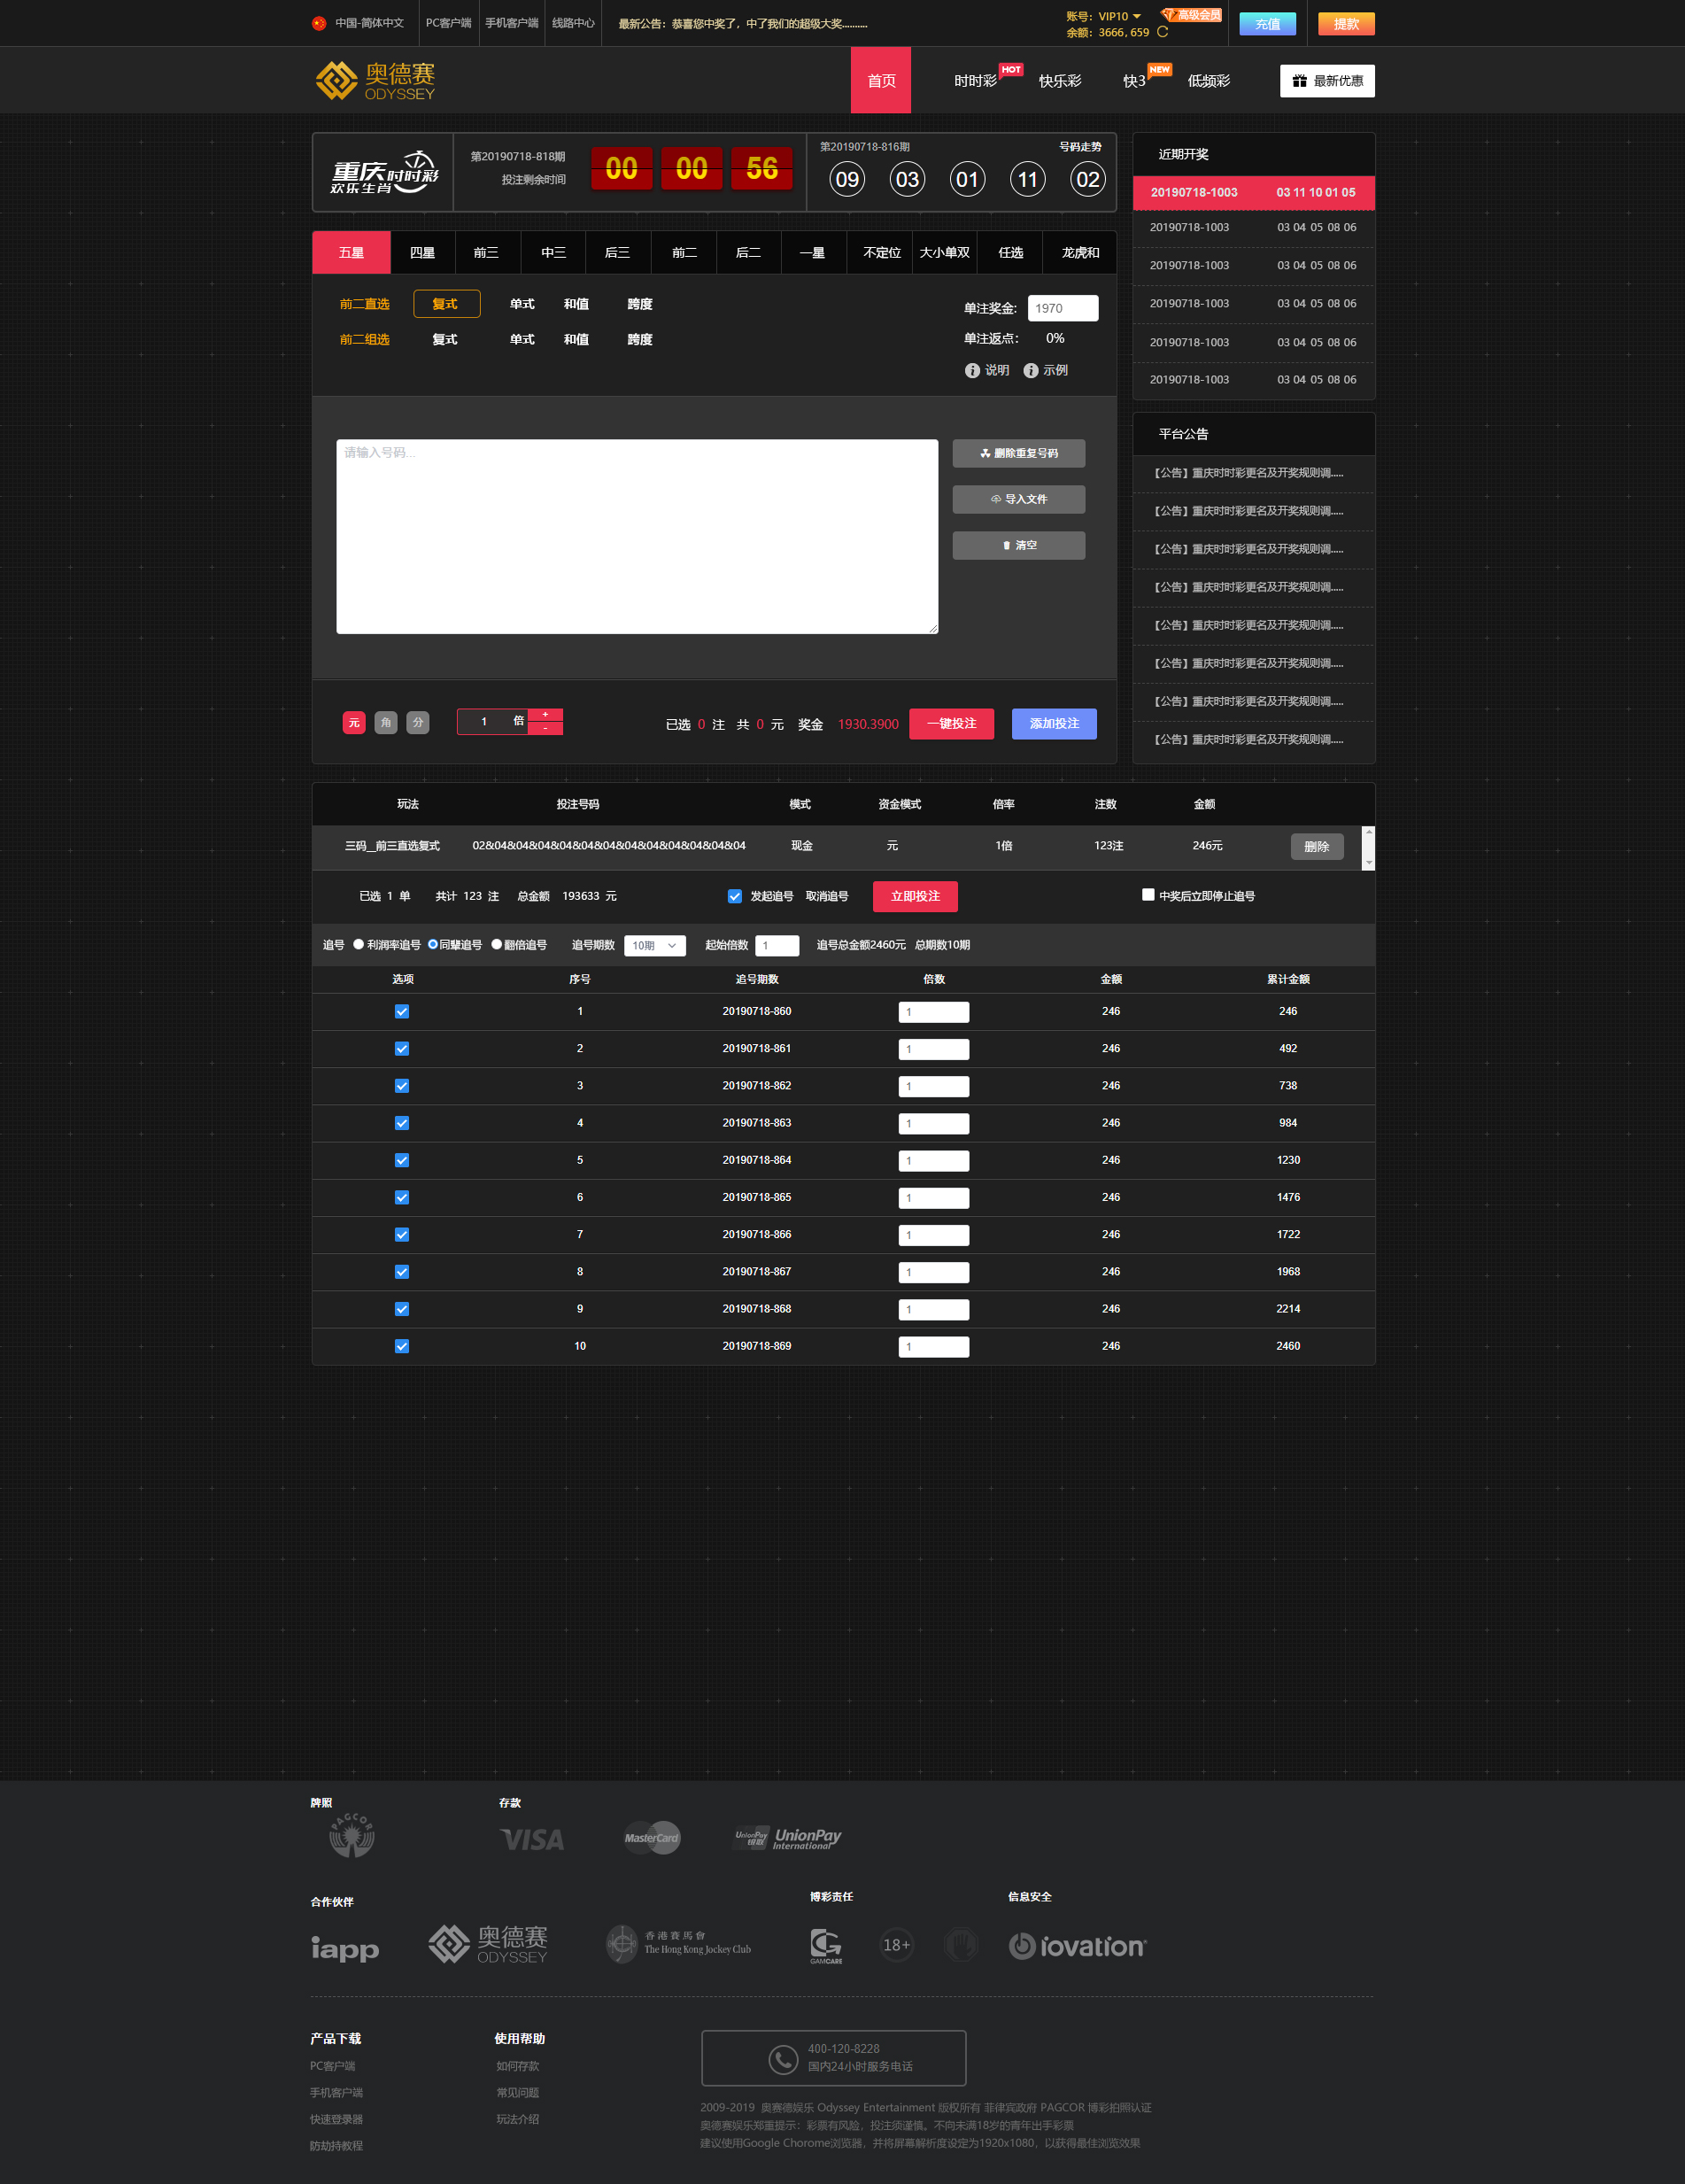 中国-简体中文 PC客户端 手机客户端 线路中心 最新公告：恭喜您中奖了，中了我们的超级大奖.......... 账号：VIP10 高级会员 充值 提款
余额：3666,659
奥德赛
ODYSSEY
首页 时时彩 HOT 快乐彩 快3 NEW 低频彩 最新优惠
重庆时时彩
欢乐生肖
第20190718-818期
投注剩余时间
00 00 56
第20190718-816期 号码走势
09 03 01 11 02
五星 四星 前三 中三 后三 前二 后二 一星 不定位 大小单双 任选 龙虎和
前二直选 复式 单式 和值 跨度
前二组选 复式 单式 和值 跨度
单注奖金: 1970
单注返点: 0%
说明 示例
请输入号码...
删除重复号码
导入文件
清空
元 角 分 1 倍 + - 已选 0 注 共 0 元 奖金 1930.3900 一键投注 添加投注
近期开奖
20190718-1003 03 11 10 01 05
20190718-1003 03 04 05 08 06
20190718-1003 03 04 05 08 06
20190718-1003 03 04 05 08 06
20190718-1003 03 04 05 08 06
20190718-1003 03 04 05 08 06
平台公告
【公告】重庆时时彩更名及开奖规则调.....
【公告】重庆时时彩更名及开奖规则调.....
【公告】重庆时时彩更名及开奖规则调.....
【公告】重庆时时彩更名及开奖规则调.....
【公告】重庆时时彩更名及开奖规则调.....
【公告】重庆时时彩更名及开奖规则调.....
【公告】重庆时时彩更名及开奖规则调.....
【公告】重庆时时彩更名及开奖规则调.....
玩法 投注号码 模式 资金模式 倍率 注数 金额
三码__前三直选复式 02&04&04&04&04&04&04&04&04&04&04&04&04 现金 元 1倍 123注 246元 删除
已选 1 单 共计 123 注 总金额 193633 元 发起追号 取消追号 立即投注 中奖后立即停止追号
追号 利润率追号 同辈追号 翻倍追号 追号期数 10期 起始倍数 1 追号总金额2460元 总期数10期
选项 序号 追号期数 倍数 金额 累计金额
1 20190718-860 1 246 246
2 20190718-861 1 246 492
3 20190718-862 1 246 738
4 20190718-863 1 246 984
5 20190718-864 1 246 1230
6 20190718-865 1 246 1476
7 20190718-866 1 246 1722
8 20190718-867 1 246 1968
9 20190718-868 1 246 2214
10 20190718-869 1 246 2460
牌照 存款
PAGCOR VISA MasterCard UnionPay 银联 UnionPay International
合作伙伴 博彩责任 信息安全
iapp 奥德赛 ODYSSEY 香港賽馬會 The Hong Kong Jockey Club GAMCARE 18+ iovation
产品下载 使用帮助
PC客户端 如何存款
手机客户端 常见问题
快速登录器 玩法介绍
防劫持教程
400-120-8228
国内24小时服务电话
2009-2019 奥赛德娱乐 Odyssey Entertainment 版权所有 菲律宾政府 PAGCOR 博彩拍照认证
奥德赛娱乐郑重提示：彩票有风险，投注须谨慎。不向未满18岁的青年出手彩票
建议使用Google Chorome浏览器，并将屏幕解析度设定为1920x1080，以获得最佳浏览效果